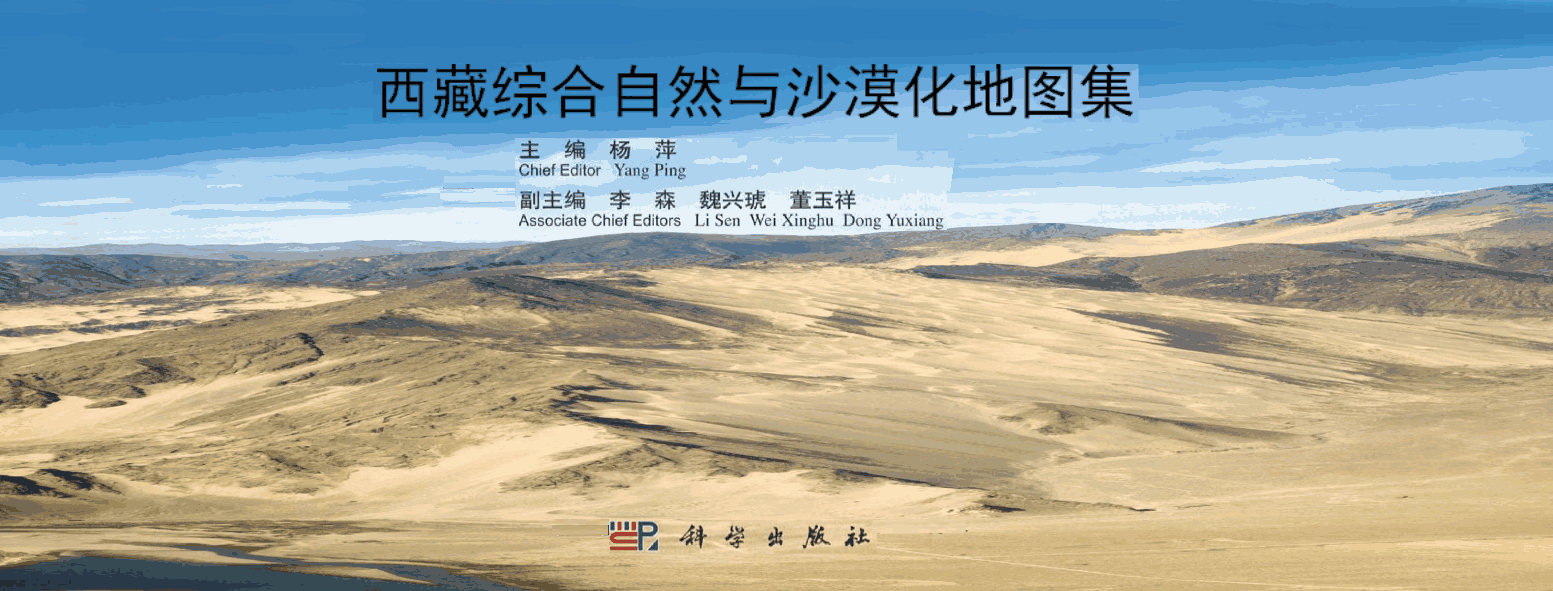 西藏综合自然与沙漠化地图集
主 编 杨 萍
Chief Editor Yang Ping
副主编 李 森 魏兴琥 董玉祥
Associate Chief Editors Li Sen Wei Xinghu Dong Yuxiang
科学出版社